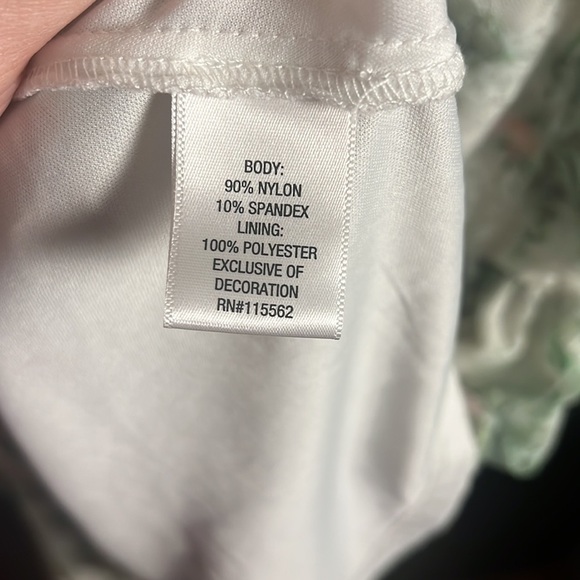 BODY:
90% NYLON
10% SPANDEX
LINING:
100% POLYESTER
EXCLUSIVE OF
DECORATION
RN#115562